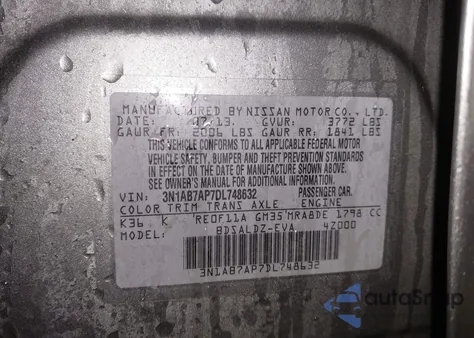 MANUFACTURED BY NISSAN MOTOR CO., LTD.
DATE: 7.13 GVWR: 3772 LBS
GAWR FR: 2006 LBS GAWR RR: 1841 LBS
THIS VEHICLE CONFORMS TO ALL APPLICABLE FEDERAL MOTOR
VEHICLE SAFETY, BUMPER AND THEFT PREVENTION STANDARDS
IN EFFECT ON THE DATE OF MANUFACTURE SHOWN ABOVE.
SEE OWNER'S MANUAL FOR ADDITIONAL INFORMATION
VIN: 3N1AB7AP7DL748632 PASSENGER CAR.
COLOR TRIM TRANS AXLE ENGINE
K36 K RE0F11A GM35 MRA8DE 1798 CC
MODEL: BDSALDZ-EVA 4Z000
3N1AB7AP7DL748632
autoSnap